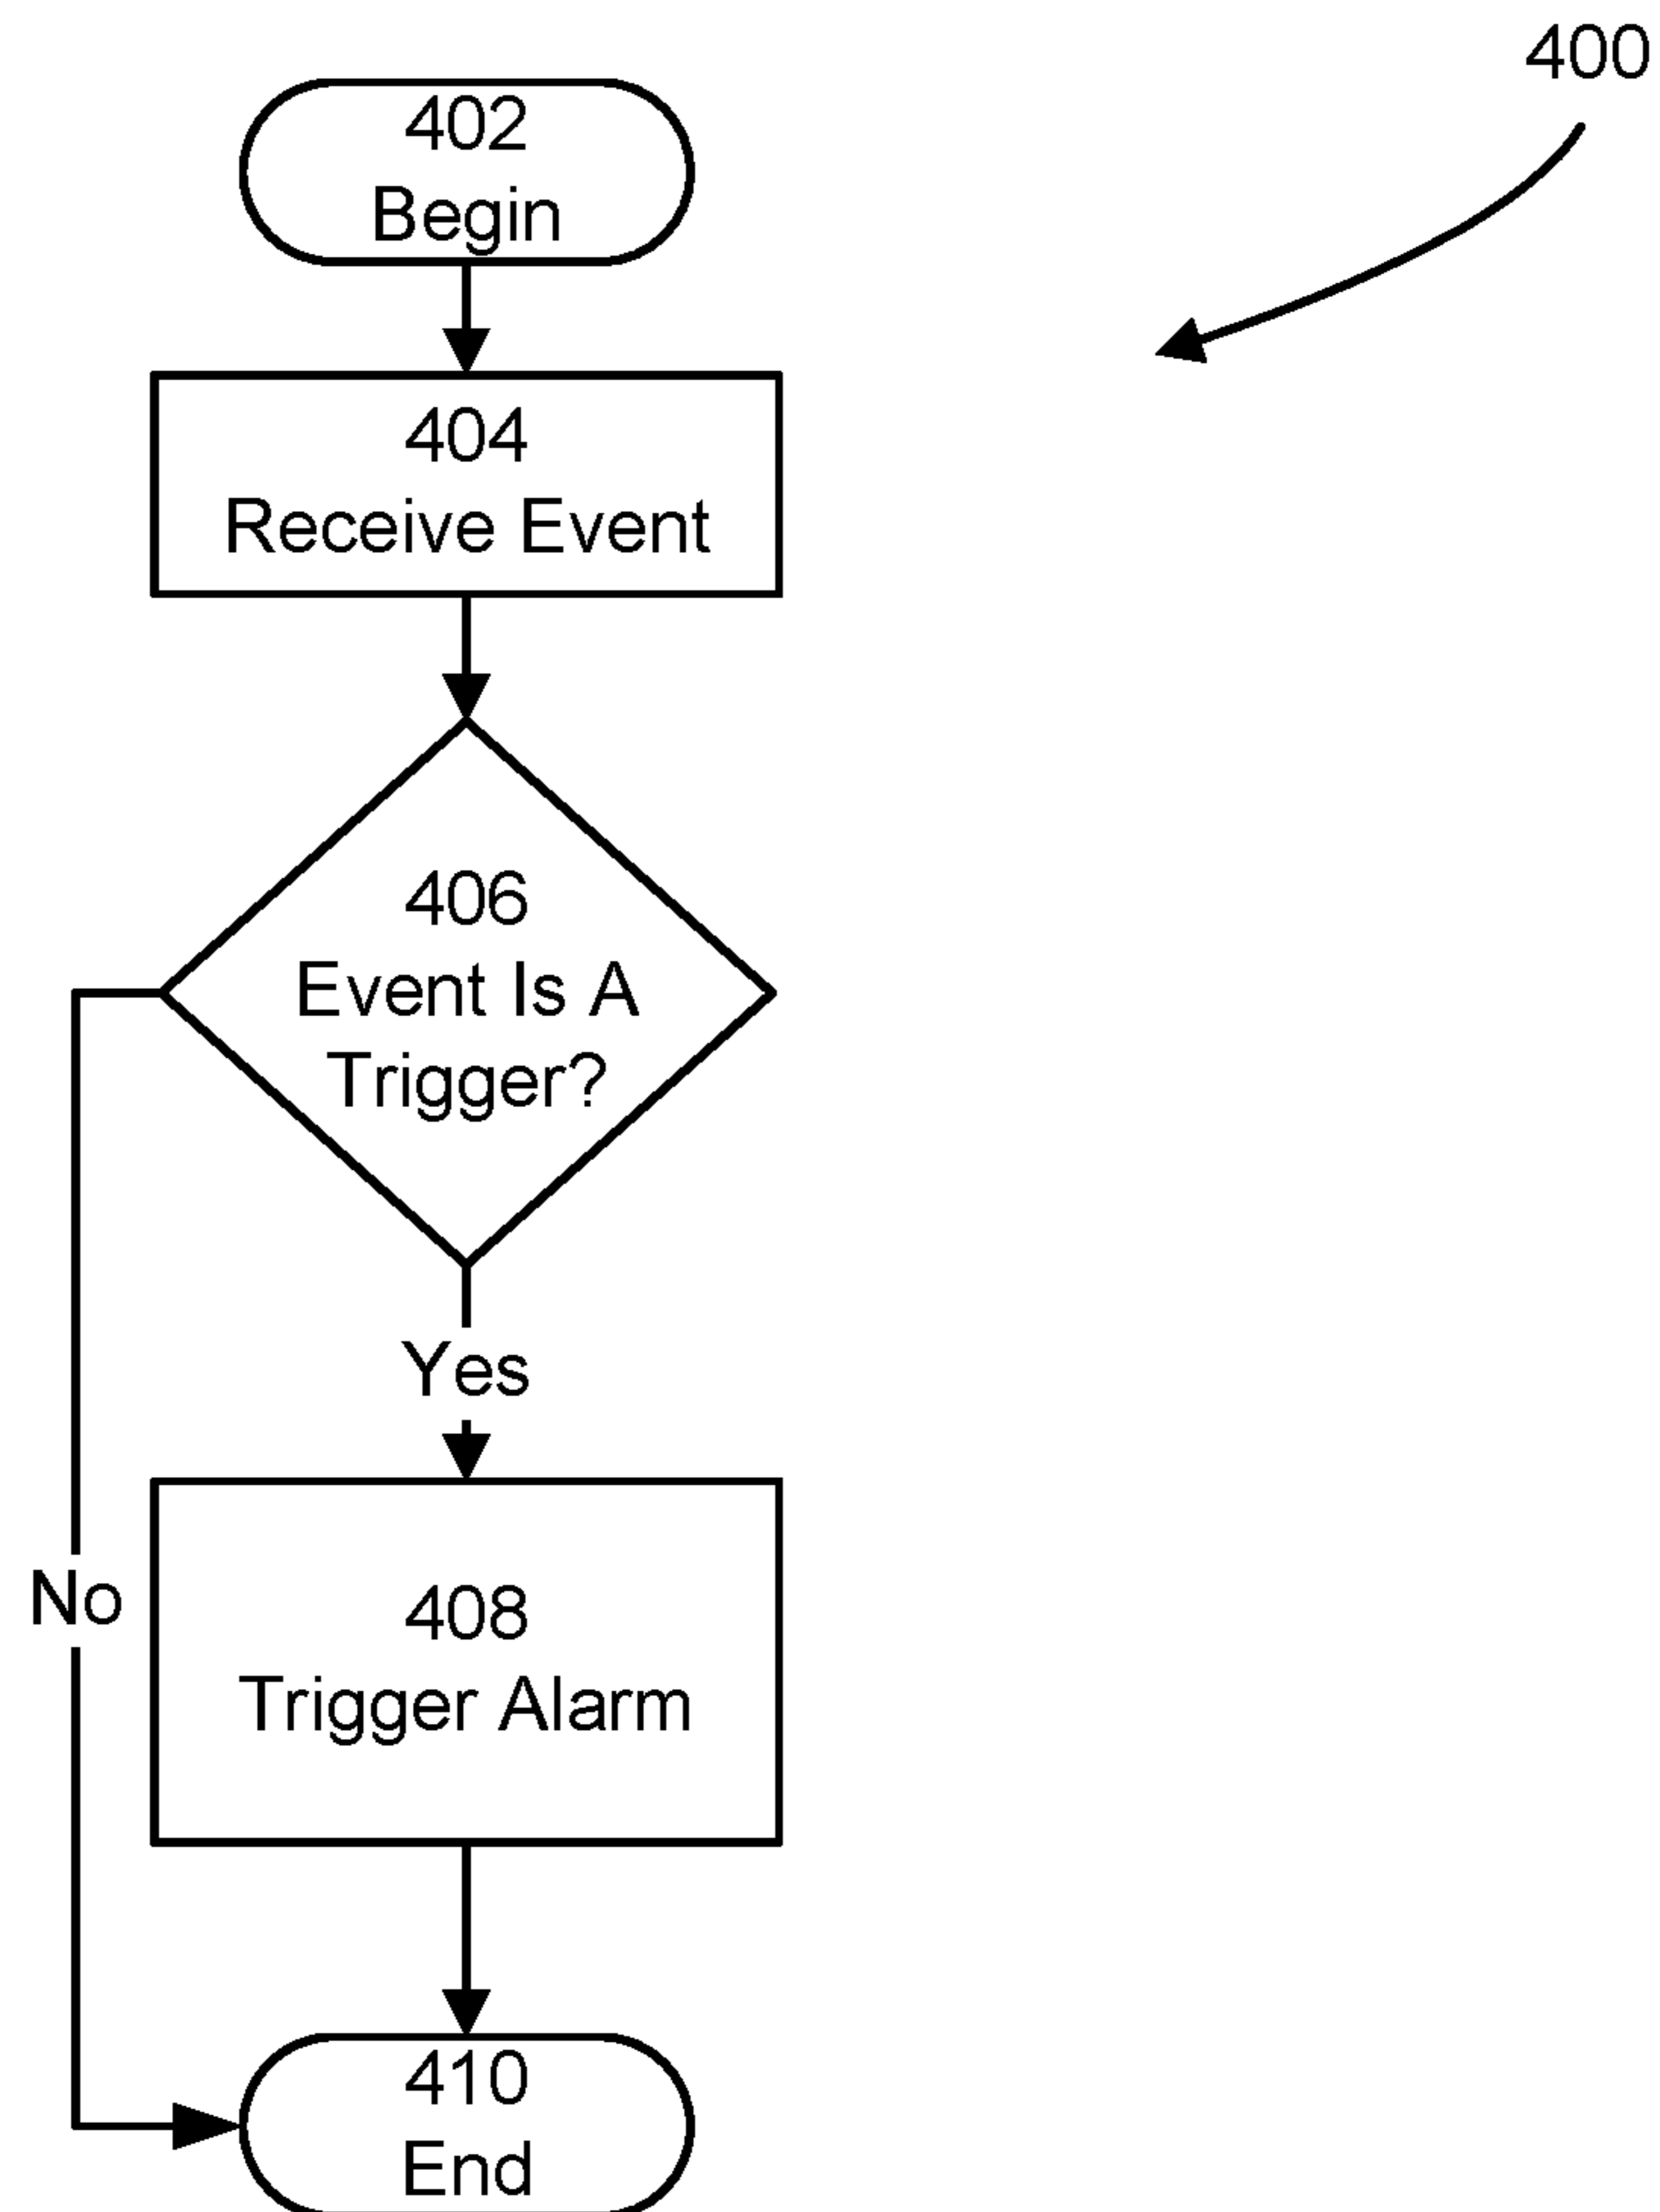 400
402
Begin
404
Receive Event
406
Event Is A
Trigger?
Yes
No
408
Trigger Alarm
410
End